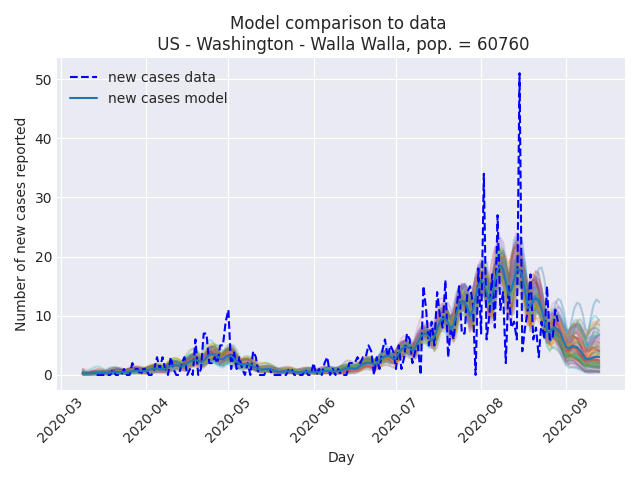 Model comparison to data
US - Washington - Walla Walla, pop. = 60760
new cases data
new cases model
Number of new cases reported
50
40
30
20
10
0
2020-03
2020-04
2020-05
2020-06
2020-07
2020-08
2020-09
Day